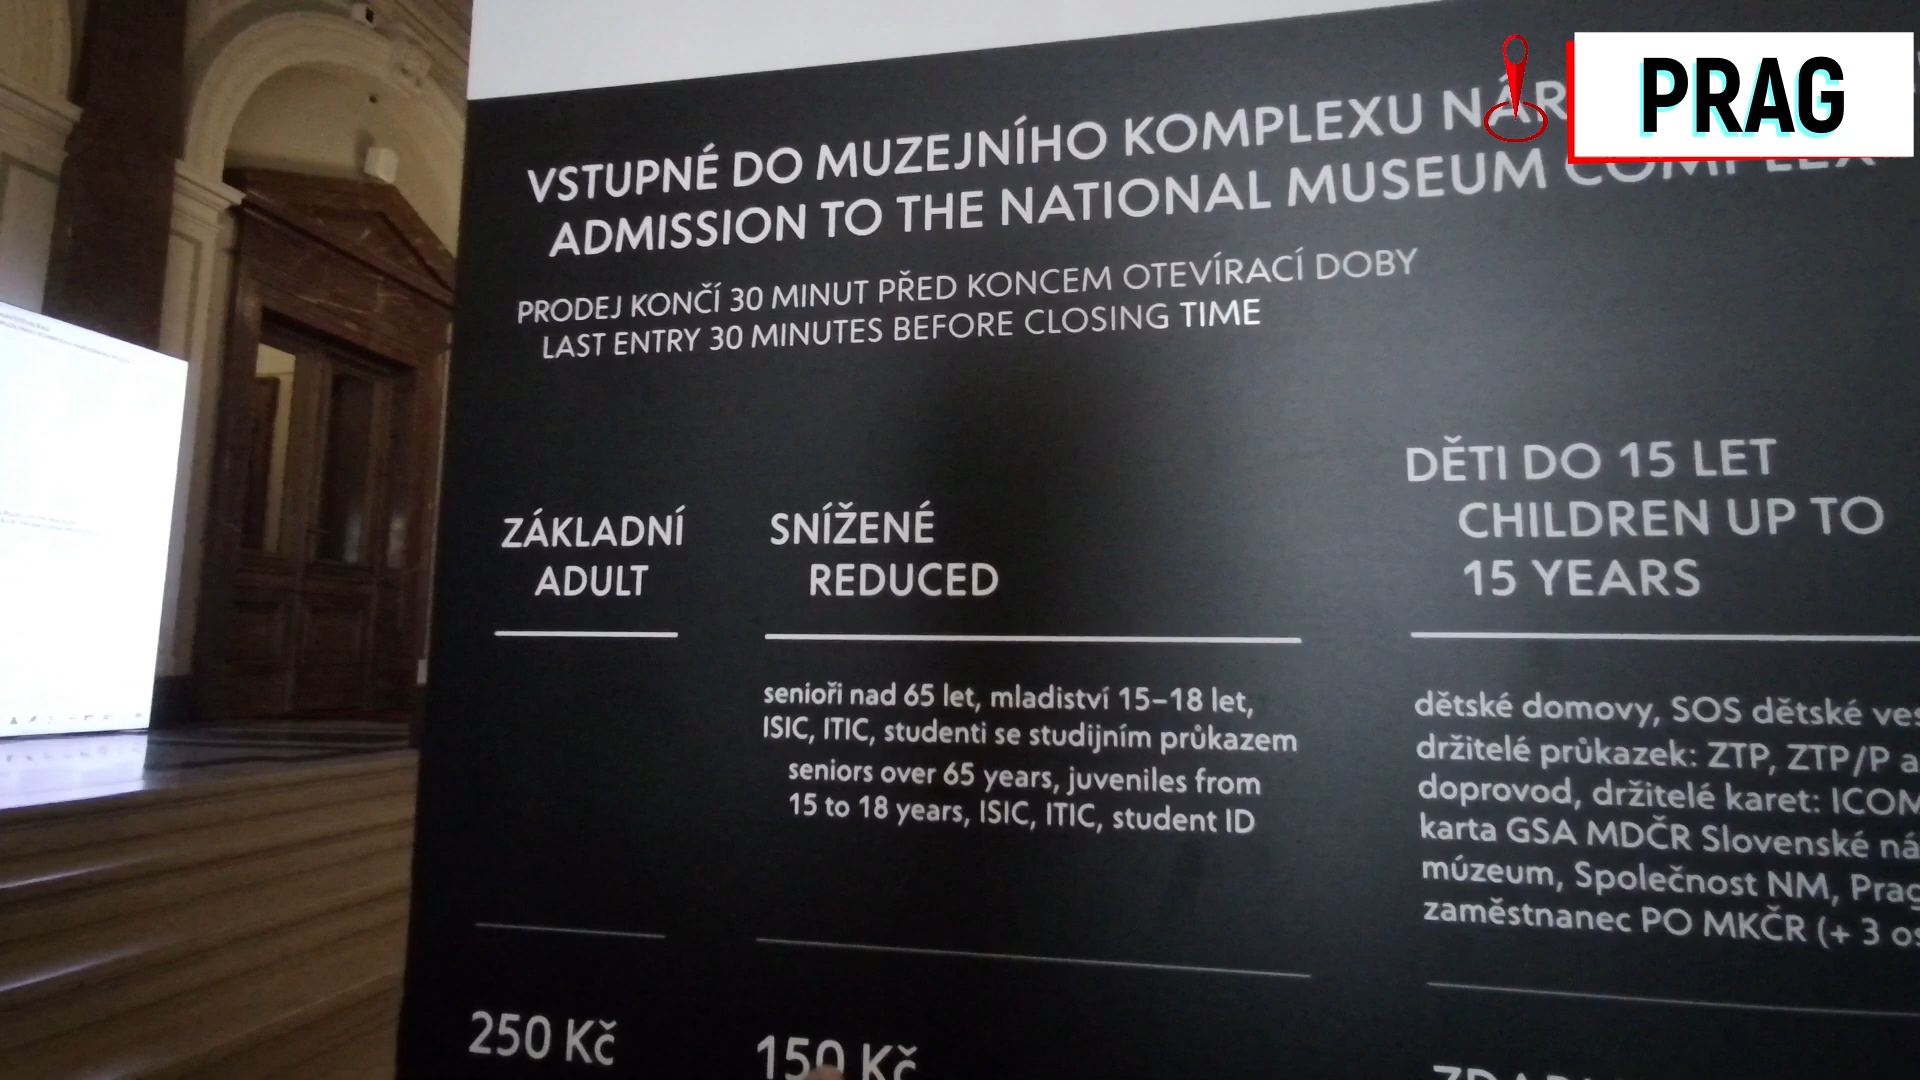 PRAG
VSTUPNÉ DO MUZEJNÍHO KOMPLEXU NÁR
ADMISSION TO THE NATIONAL MUSEUM COMPLEX
PRODEJ KONČÍ 30 MINUT PŘED KONCEM OTEVÍRACÍ DOBY
LAST ENTRY 30 MINUTES BEFORE CLOSING TIME
ZÁKLADNÍ
ADULT
250 Kč
SNÍŽENÉ
REDUCED
senioři nad 65 let, mladiství 15–18 let,
ISIC, ITIC, studenti se studijním průkazem
seniors over 65 years, juveniles from
15 to 18 years, ISIC, ITIC, student ID
150 Kč
DĚTI DO 15 LET
CHILDREN UP TO
15 YEARS
dětské domovy, SOS dětské
držitelé průkazek: ZTP, ZTP/P a
doprovod, držitelé karet: ICOM
karta GSA MDČR Slovenské
múzeum, Společnost NM,
zaměstnanec PO MKČR (+ 3